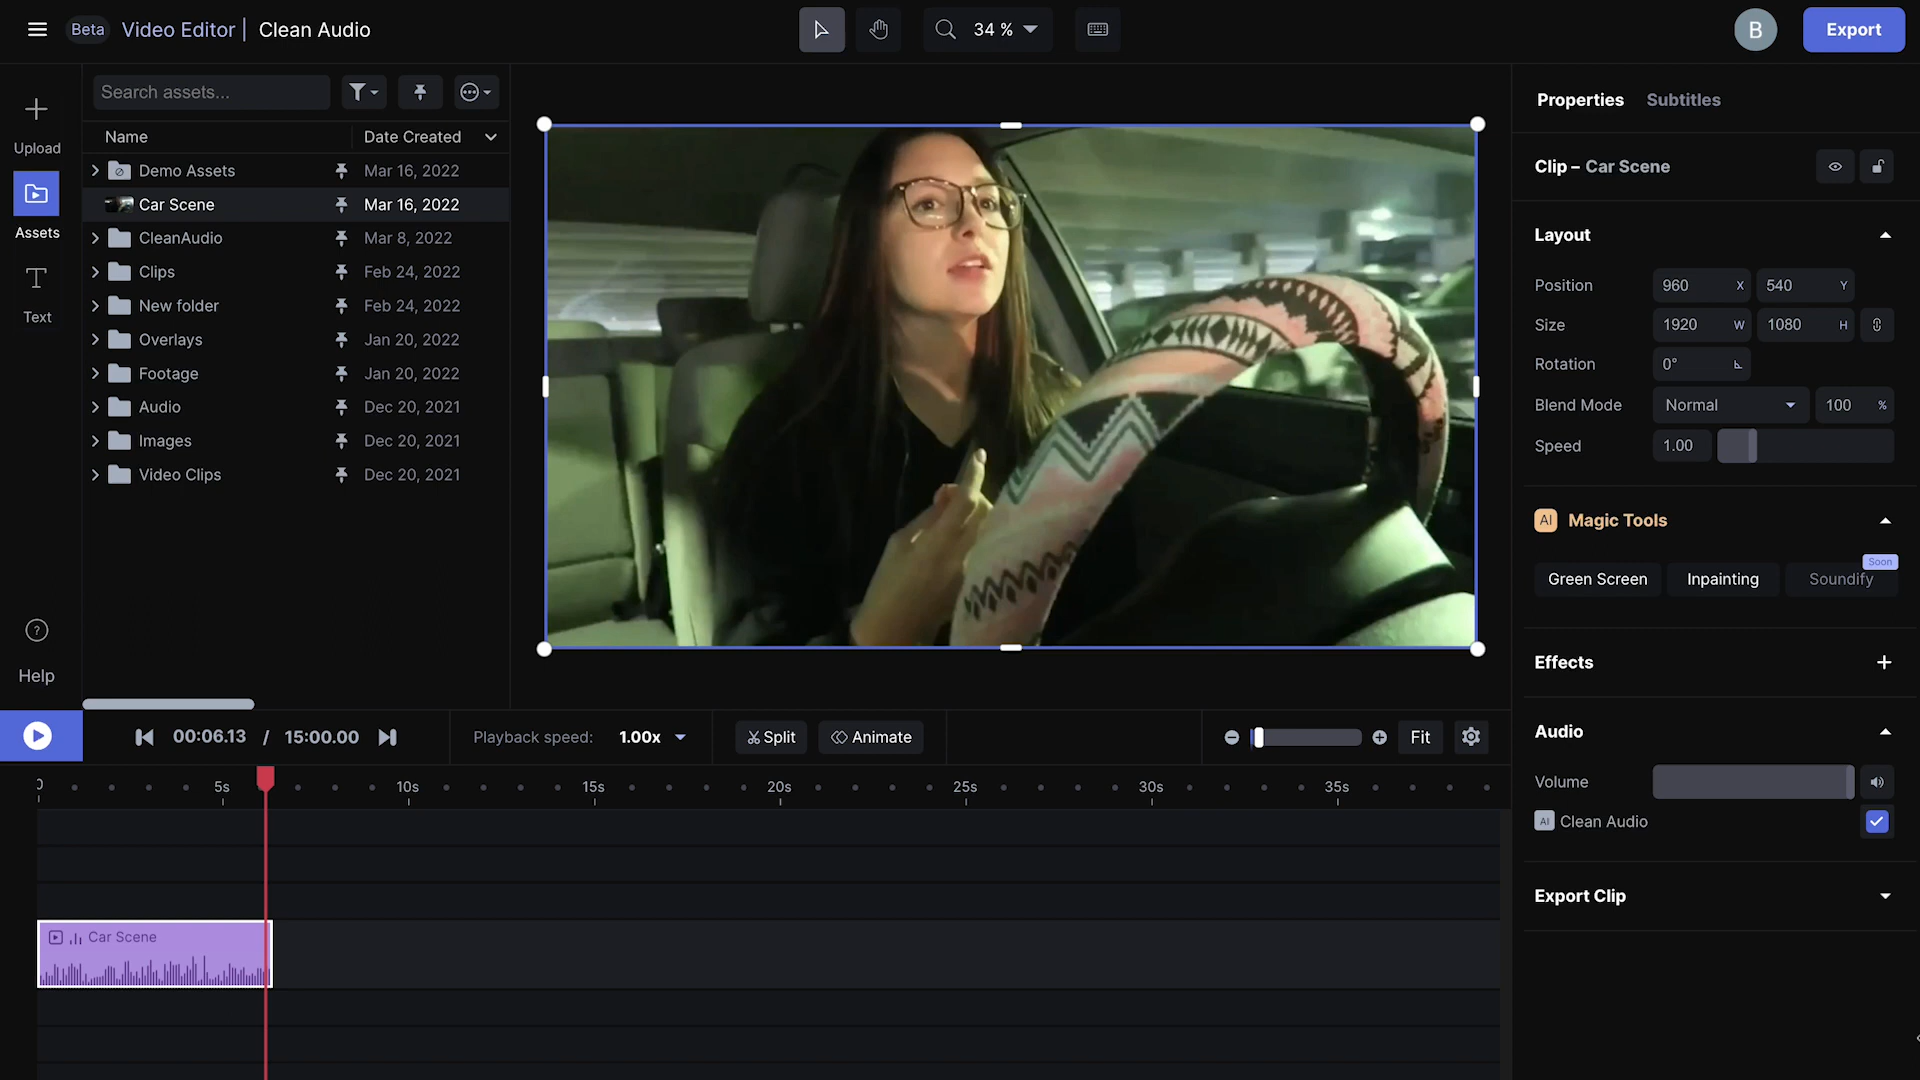 Beta Video Editor Clean Audio 34 % B Export
Search assets...
Upload
Assets
Text
Help
Name Date Created
Demo Assets Mar 16, 2022
Car Scene Mar 16, 2022
CleanAudio Mar 8, 2022
Clips Feb 24, 2022
New folder Feb 24, 2022
Overlays Jan 20, 2022
Footage Jan 20, 2022
Audio Dec 20, 2021
Images Dec 20, 2021
Video Clips Dec 20, 2021
Properties Subtitles
Clip – Car Scene
Layout
Position 960 X 540 Y
Size 1920 W 1080 H
Rotation 0°
Blend Mode Normal 100 %
Speed 1.00
AI Magic Tools
Soon
Green Screen Inpainting Soundify
Effects
Audio
Volume
AI Clean Audio
Export Clip
00:06.13 / 15:00.00 Playback speed: 1.00x Split Animate Fit
0 5s 10s 15s 20s 25s 30s 35s
Car Scene